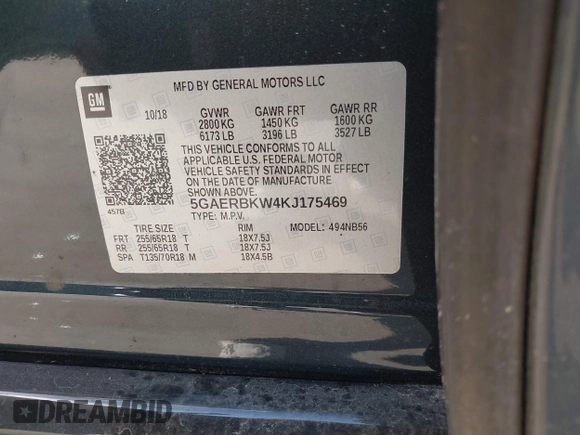 GM
MFD BY GENERAL MOTORS LLC
10/18 GVWR GAWR FRT GAWR RR
2800 KG 1450 KG 1600 KG
6173 LB 3196 LB 3527 LB
THIS VEHICLE CONFORMS TO ALL
APPLICABLE U.S. FEDERAL MOTOR
VEHICLE SAFETY STANDARDS IN EFFECT
ON THE DATE OF MANUFACTURE
SHOWN ABOVE.
457B 5GAERBKW4KJ175469
TYPE: M.P.V.
TIRE SIZE RIM MODEL: 494NB56
FRT 255/65R18 T 18X7.5J
RR 255/65R18 T 18X7.5J
SPA T135/70R18 M 18X4.5B
DREAMBID